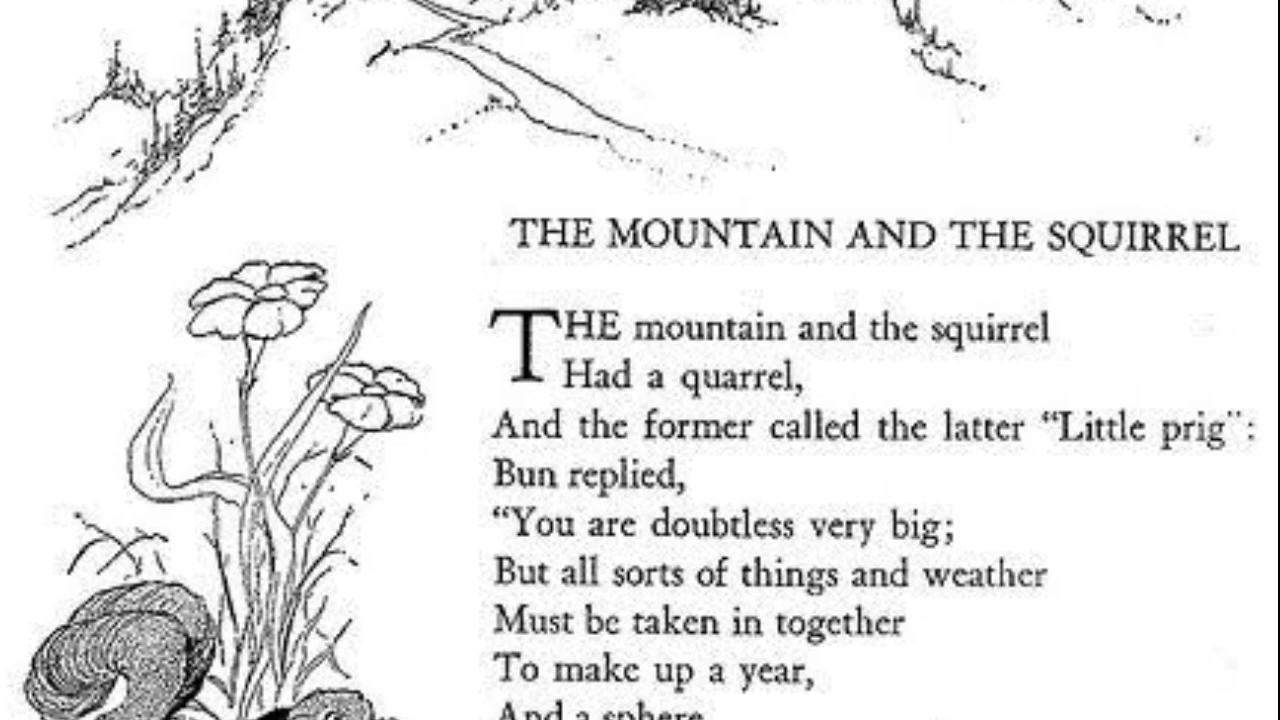 THE MOUNTAIN AND THE SQUIRREL
THE mountain and the squirrel
Had a quarrel,
And the former called the latter “Little prig”:
Bun replied,
“You are doubtless very big;
But all sorts of things and weather
Must be taken in together
To make up a year,
And a sphere.